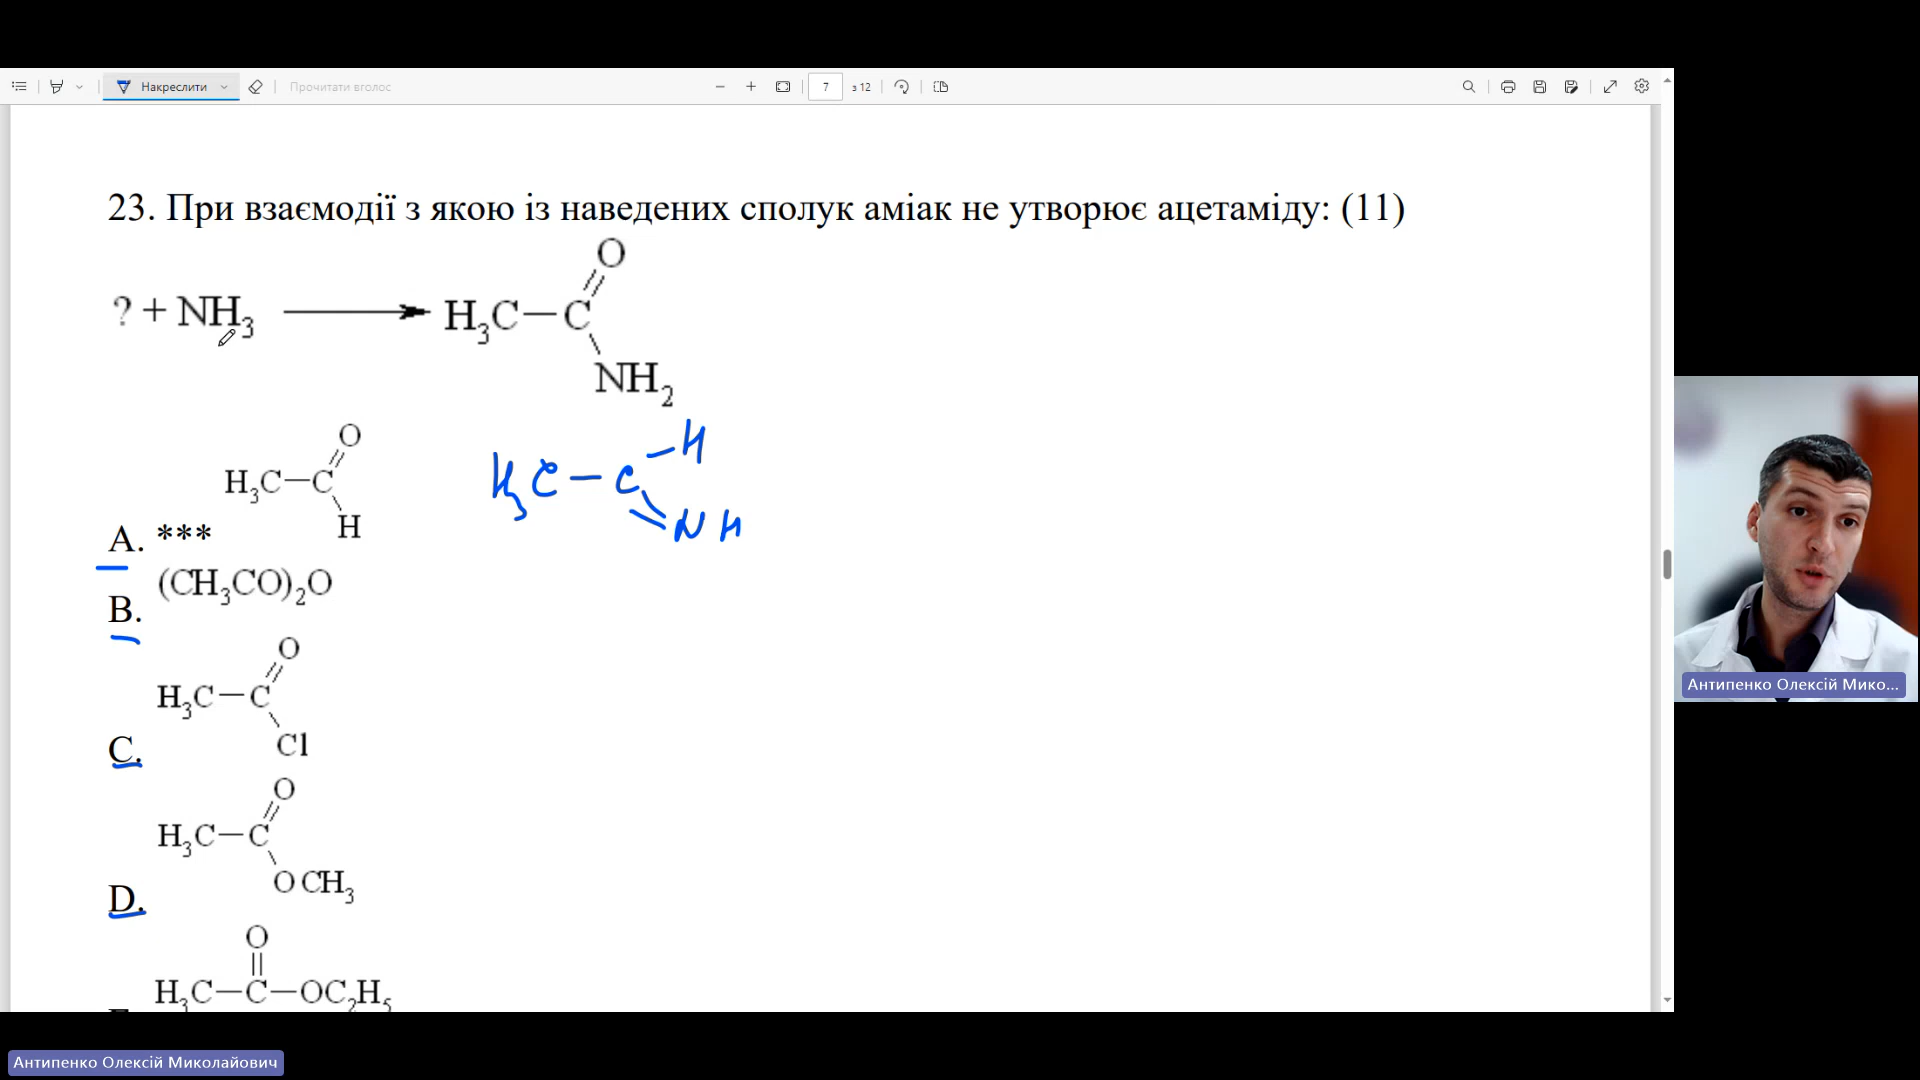 Накреслити
Прочитати вголос
7 з 12
23. При взаємодії з якою із наведених сполук аміак не утворює ацетаміду: (11)
O
? + NH3 H3C—C
NH2
O
H3C—C
H
A. ***
H3C—C—H
=NH
(CH3CO)2O
B.
O
H3C—C
Cl
C.
O
H3C—C
OCH3
D.
O
H3C—C—OC2H5
Антипенко Олексій Мико...
Антипенко Олексій Миколайович